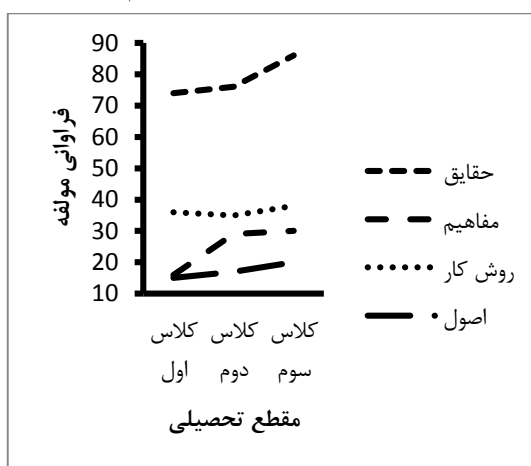 90
80
70
60
50
40
30
20
10
فراوانی مولفه
کلاس اول
کلاس دوم
کلاس سوم
مقطع تحصیلی
حقایق
مفاهیم
روش کار
اصول